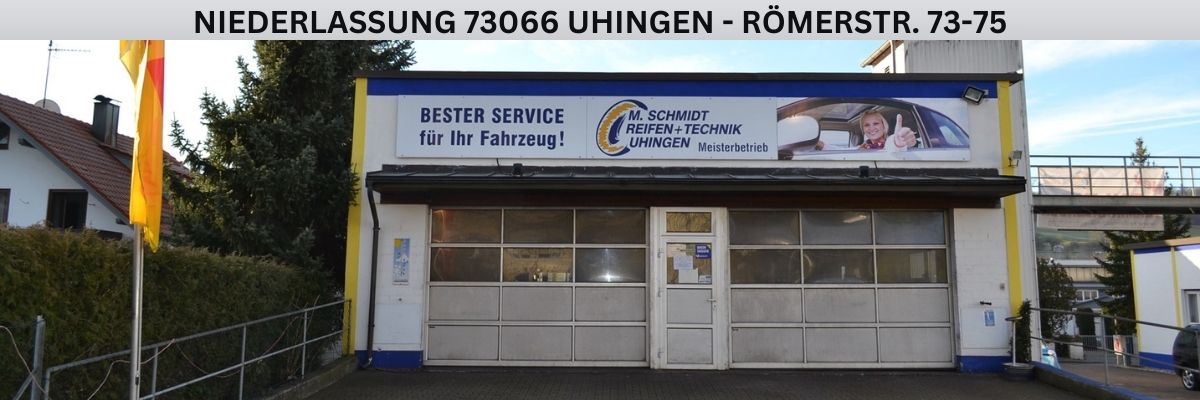 NIEDERLASSUNG 73066 UHINGEN - RÖMERSTR. 73-75
BESTER SERVICE
für Ihr Fahrzeug!
M. SCHMIDT
REIFEN+TECHNIK
UHINGEN
Meisterbetrieb